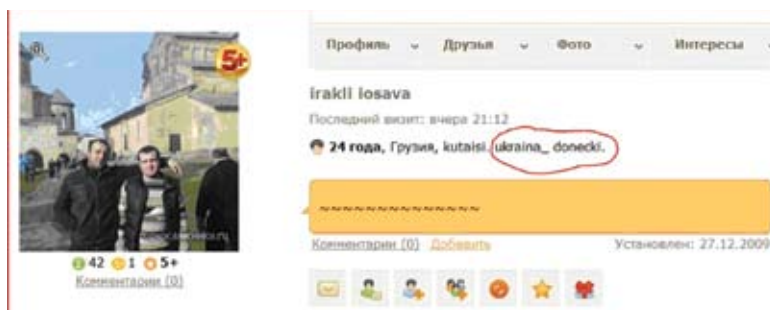 Профиль Друзья Фото Интересы
5+
irakli iosava
Последний визит: вчера 21:12
24 года, Грузия, kutaisi. ukraina_ donecki.
~~~~~~~~~~~~~~
42 1 5+
Комментарии (0)
Комментарии (0) Добавить Установлен: 27.12.2009